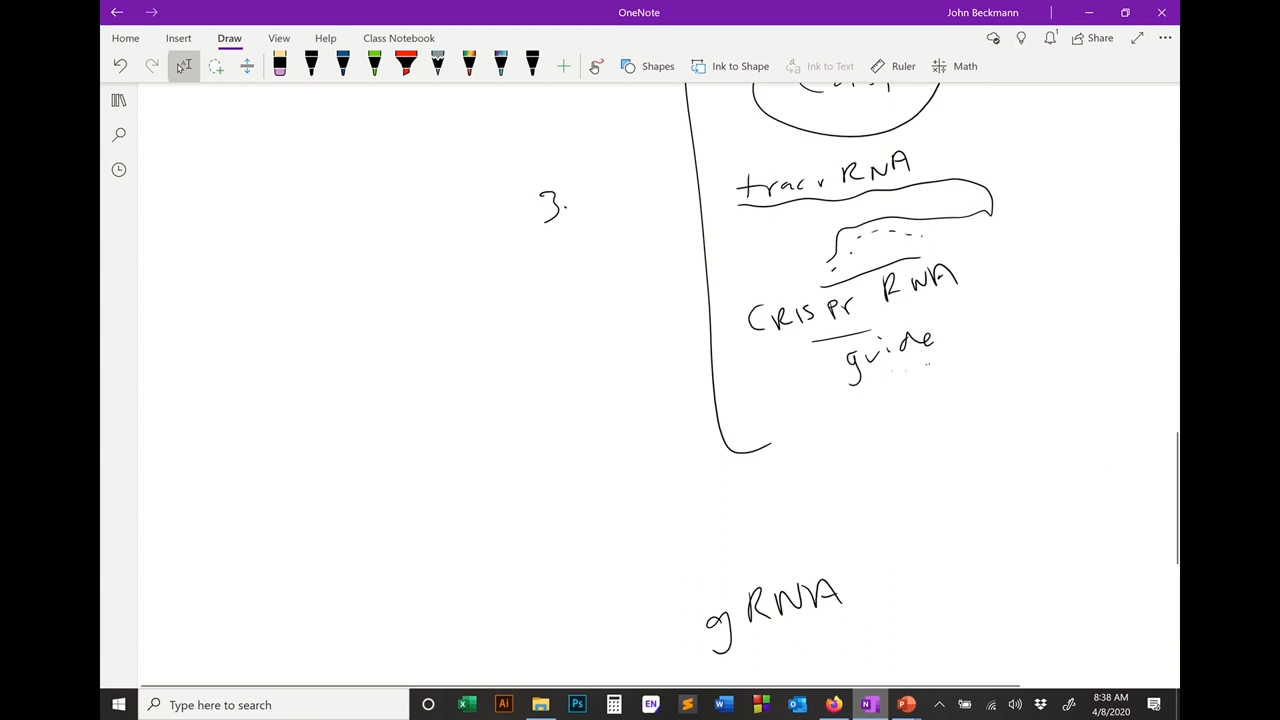 OneNote
John Beckmann
Home Insert Draw View Help Class Notebook
Share
Shapes Ink to Shape Ink to Text Ruler Math
tracr RNA
3.
CRISPr RNA
guide
gRNA
Type here to search
8:38 AM
4/8/2020